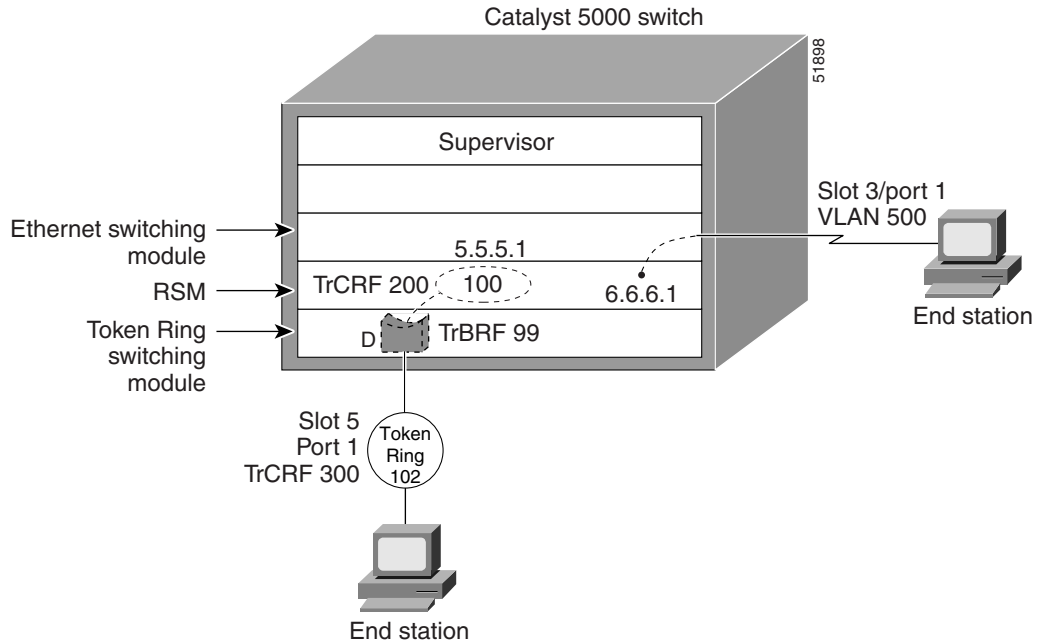 Catalyst 5000 switch
51898
Supervisor
Slot 3/port 1
VLAN 500
Ethernet switching
module
5.5.5.1
RSM
TrCRF 200
100
6.6.6.1
End station
Token Ring
switching
module
D
TrBRF 99
Slot 5
Port 1
TrCRF 300
Token
Ring
102
End station